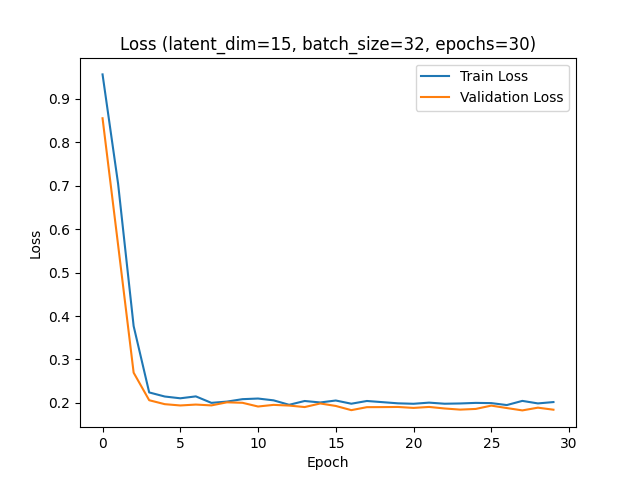 Loss (latent_dim=15, batch_size=32, epochs=30)
Train Loss
Validation Loss
0.9
0.8
0.7
0.6
0.5
0.4
0.3
0.2
Loss
0 5 10 15 20 25 30
Epoch